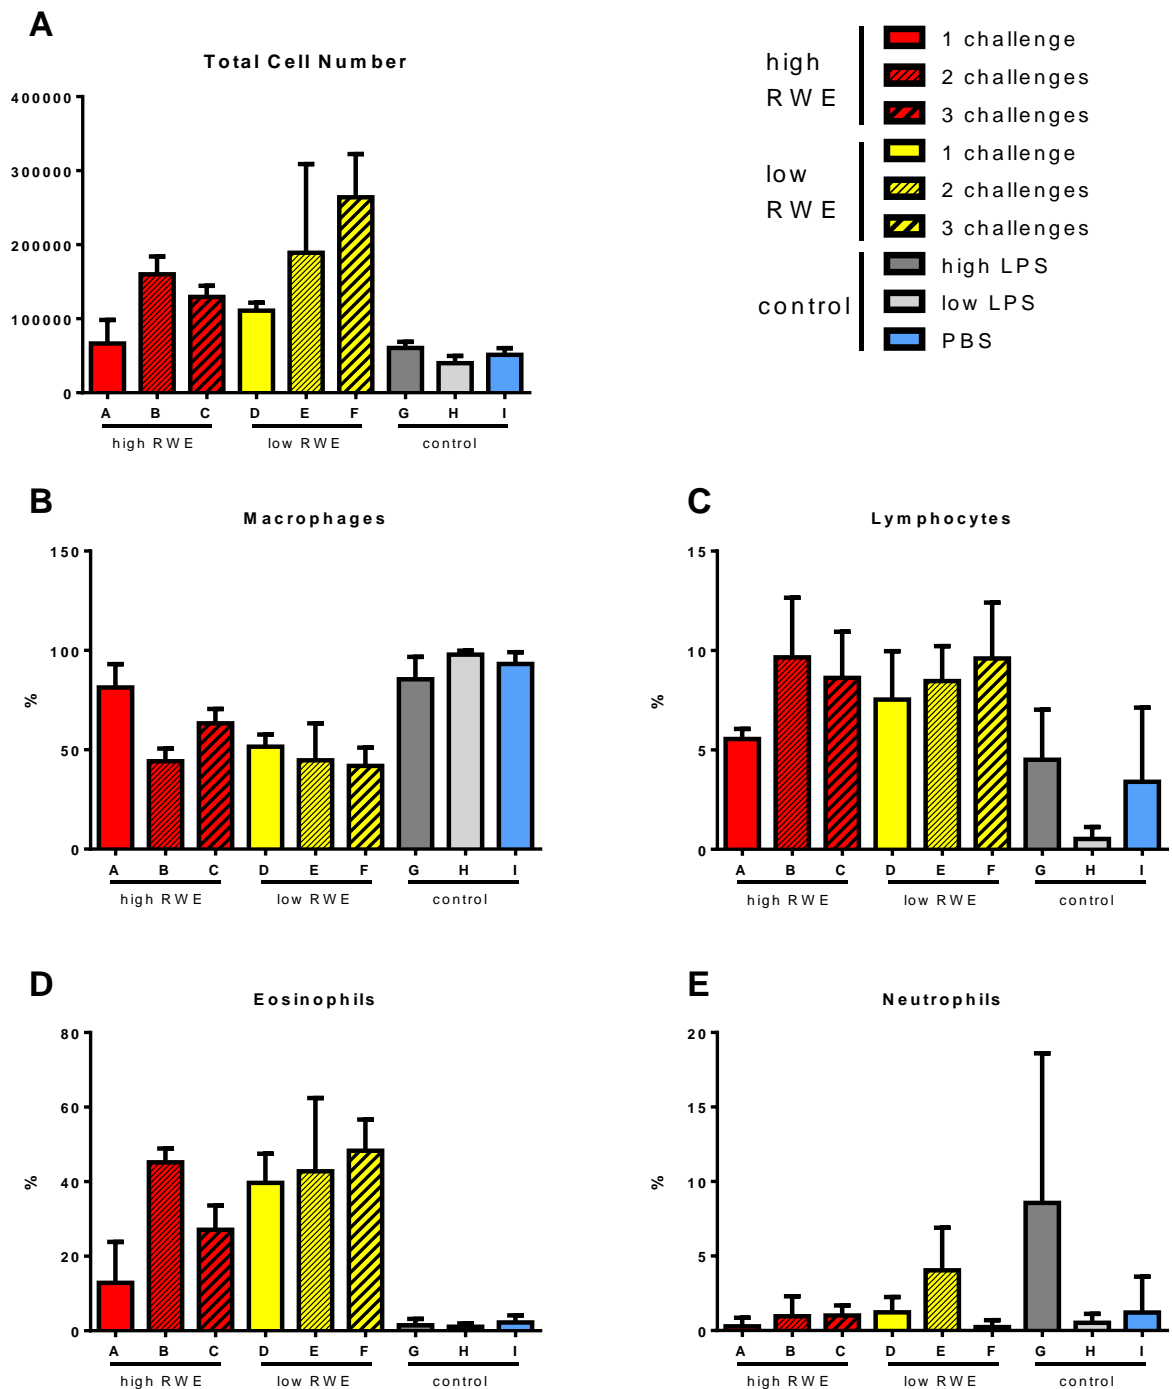 A
Total Cell Number
400000
300000
200000
100000
0
A B C D E F G H I
high RWE low RWE control
high
RWE
1 challenge
2 challenges
3 challenges
low
RWE
1 challenge
2 challenges
3 challenges
control
high LPS
low LPS
PBS
B
Macrophages
150
100
50
0
%
A B C D E F G H I
high RWE low RWE control
C
Lymphocytes
15
10
5
0
%
A B C D E F G H I
high RWE low RWE control
D
Eosinophils
80
60
40
20
0
%
A B C D E F G H I
high RWE low RWE control
E
Neutrophils
20
15
10
5
0
%
A B C D E F G H I
high RWE low RWE control